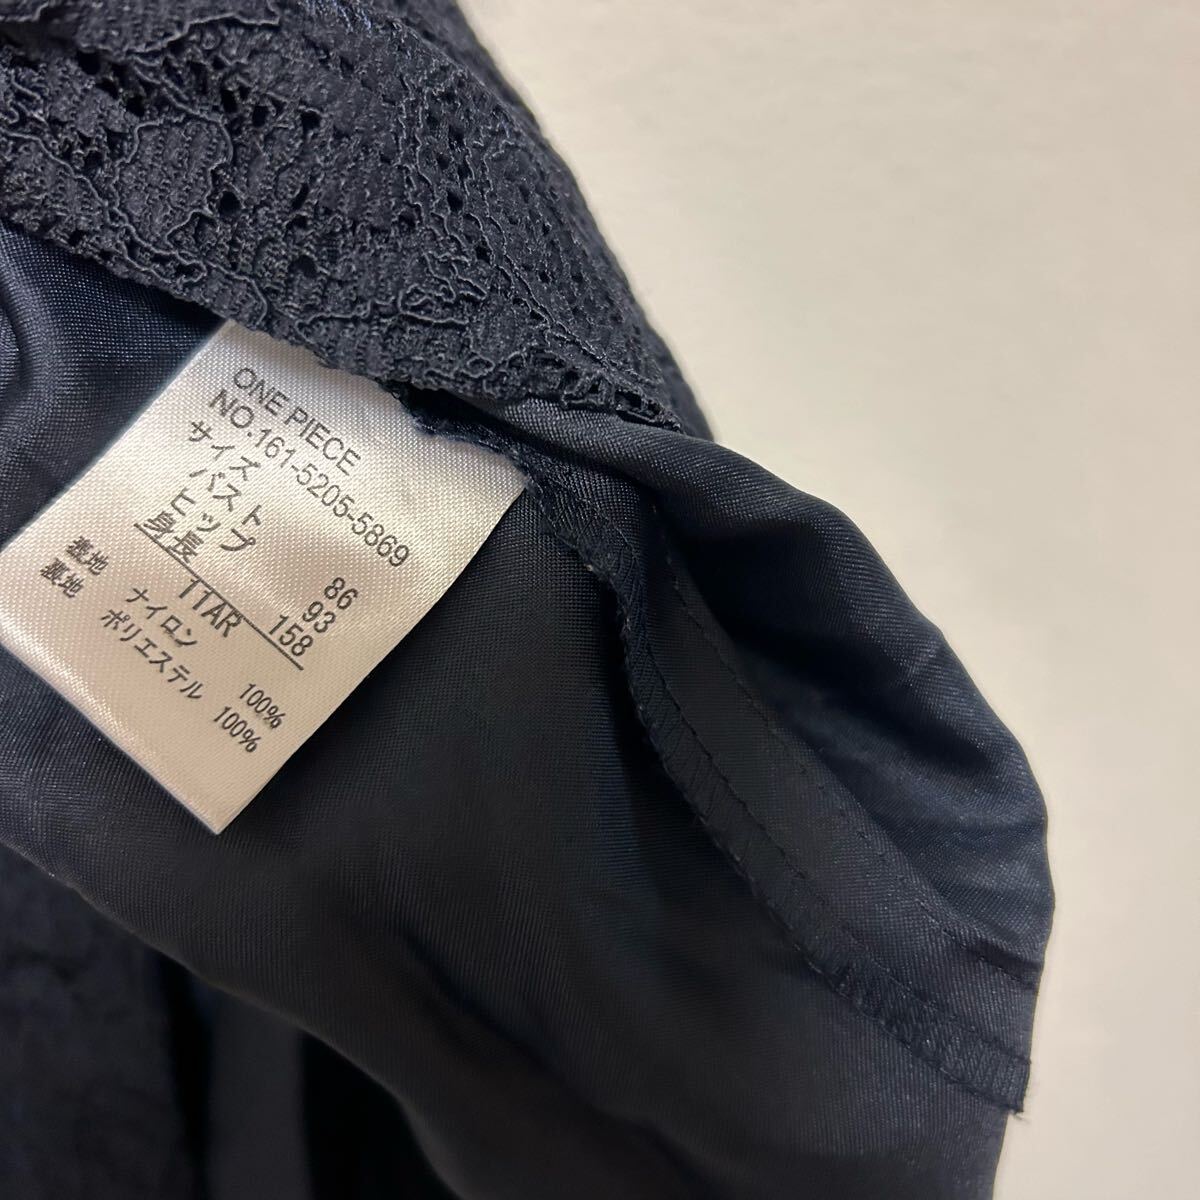 ONE PIECE
NO.161-5205-5869
サイズ
バスト 86
ヒップ 93
身長 158
11AR
表地 ナイロン 100%
裏地 ポリエステル 100%